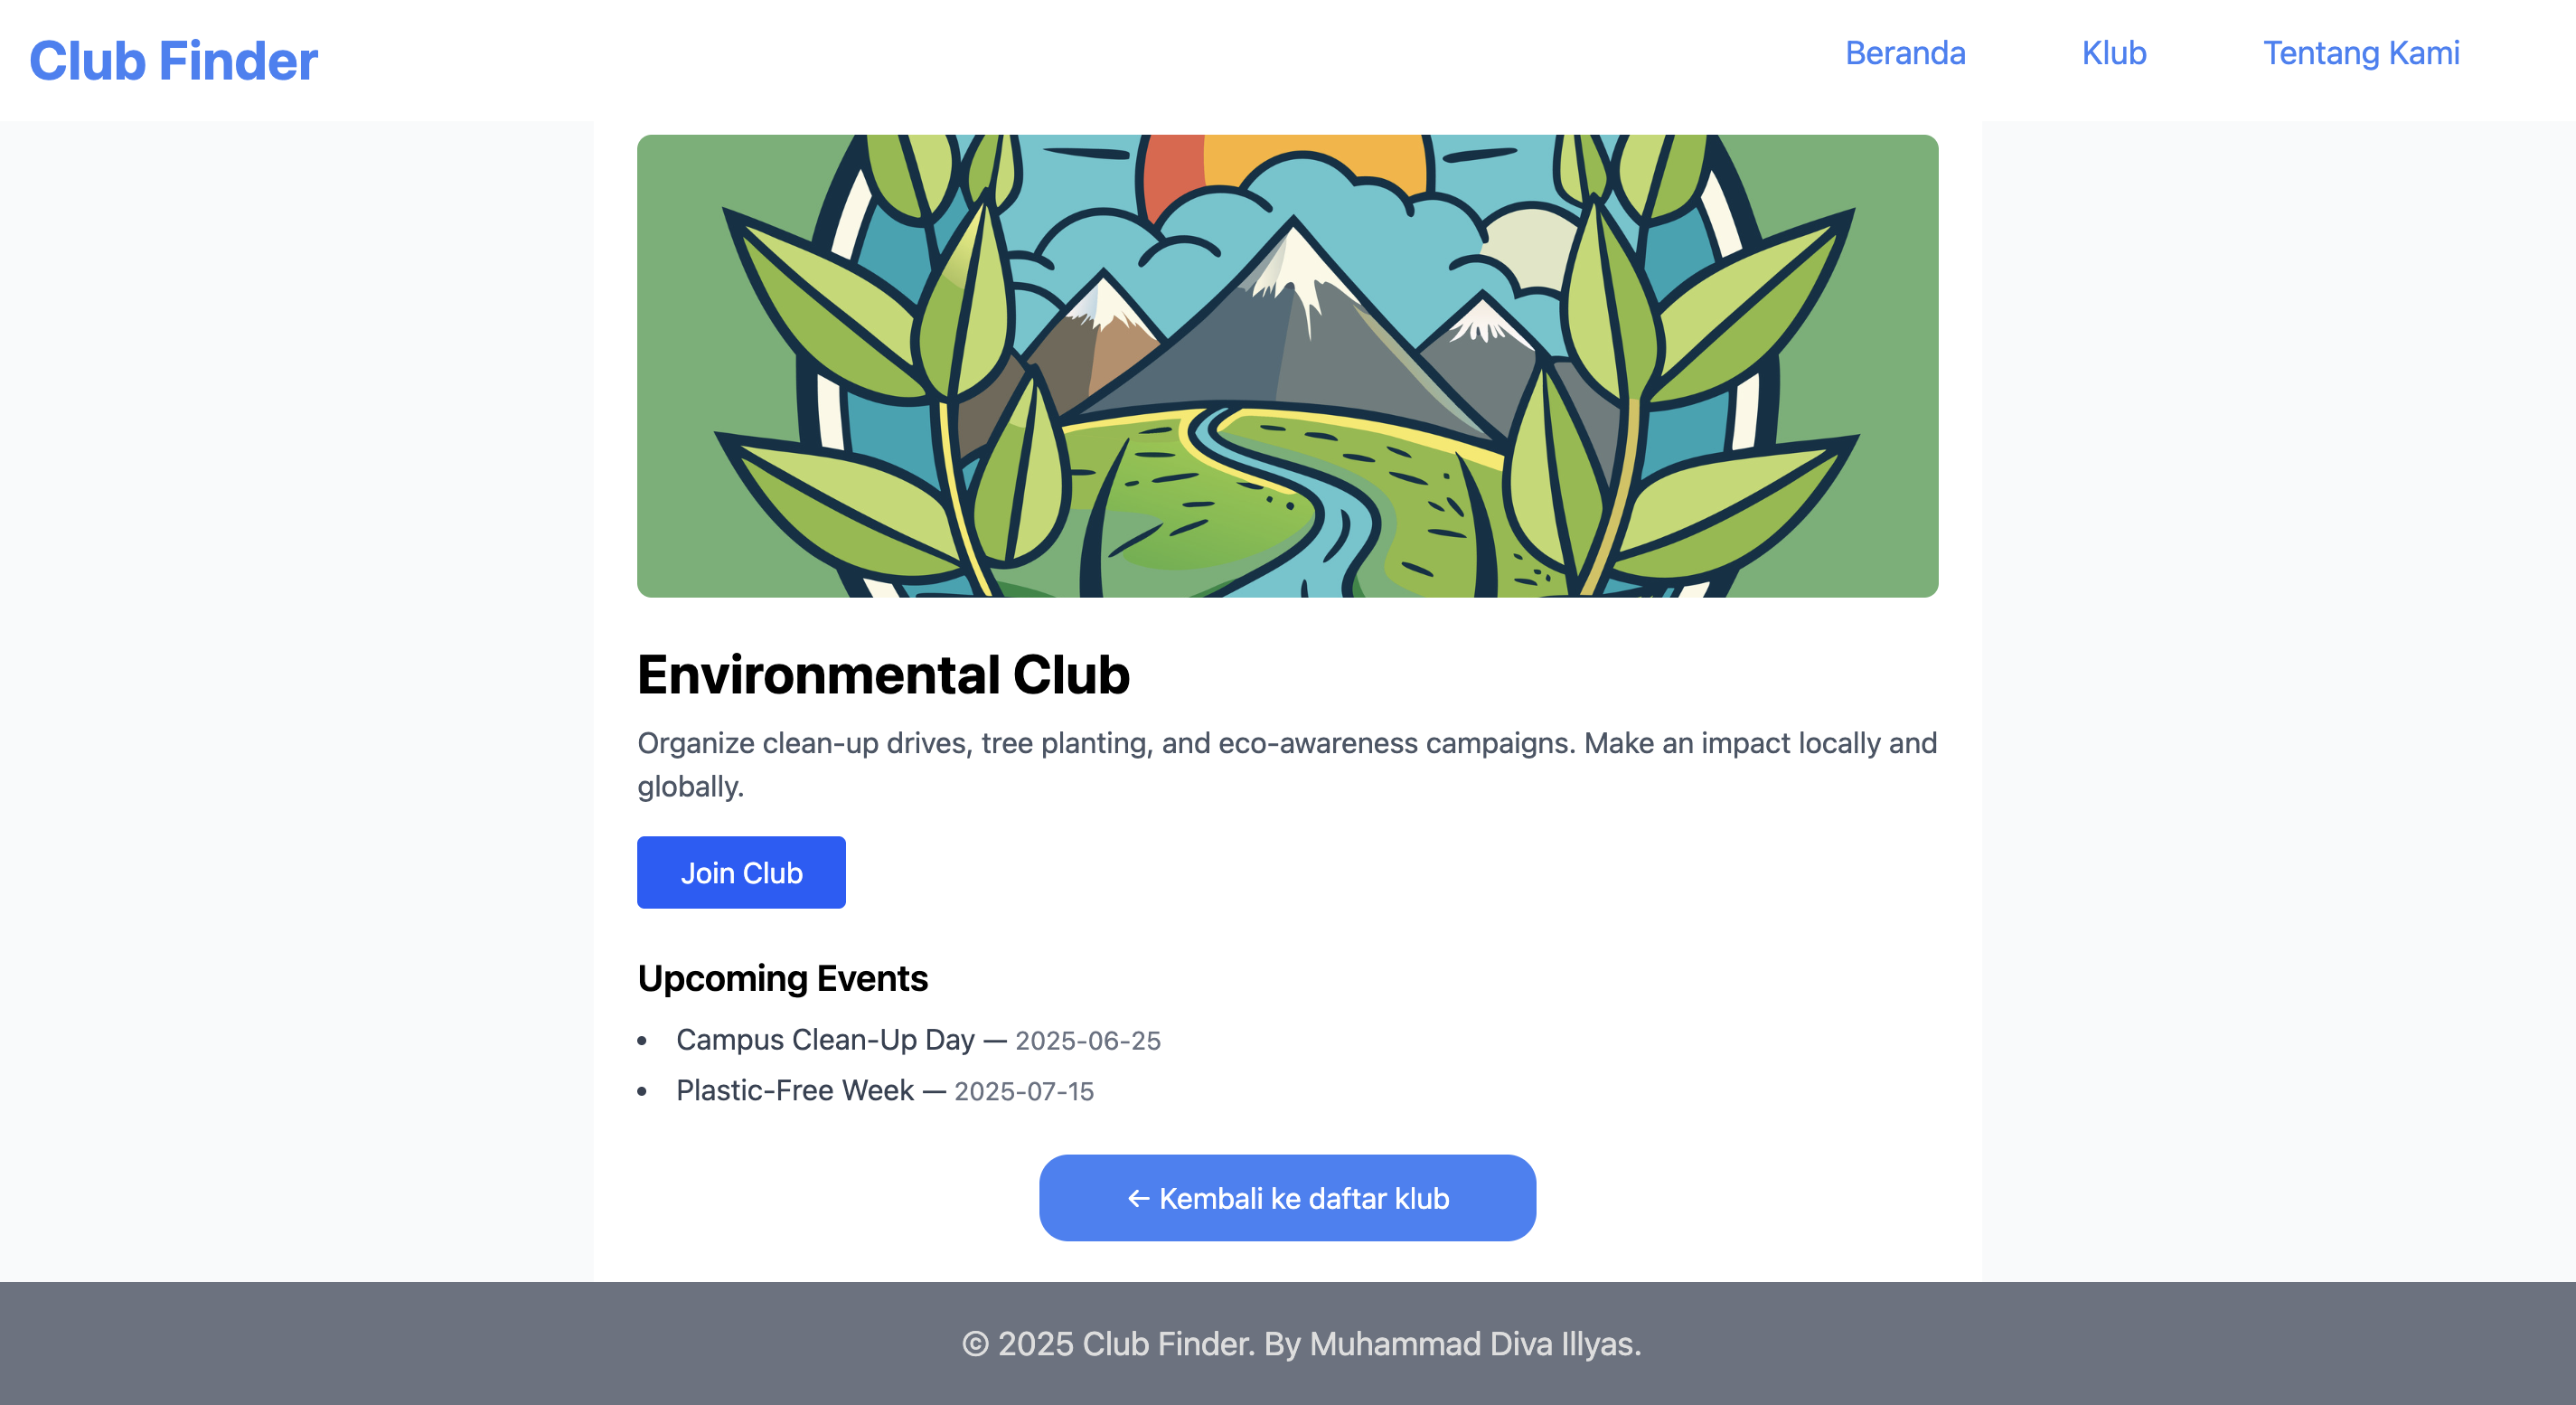 Club Finder
Beranda
Klub
Tentang Kami
Environmental Club
Organize clean-up drives, tree planting, and eco-awareness campaigns. Make an impact locally and
globally.
Join Club
Upcoming Events
• Campus Clean-Up Day — 2025-06-25
• Plastic-Free Week — 2025-07-15
← Kembali ke daftar klub
© 2025 Club Finder. By Muhammad Diva Illyas.